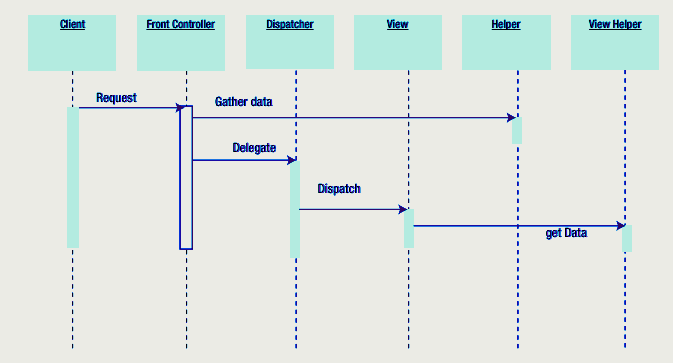 Client
Front Controller
Dispatcher
View
Helper
View Helper
Request
Gather data
Delegate
Dispatch
get Data